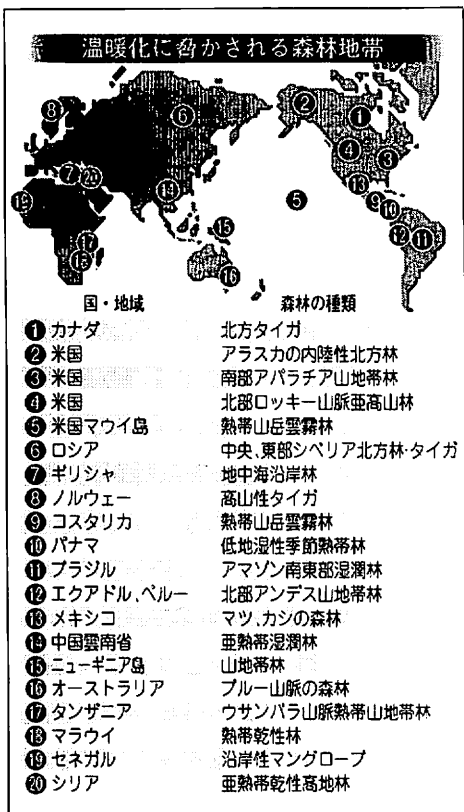 温暖化に脅かされる森林地帯
国・地域 森林の種類
❶カナダ 北方タイガ
❷米国 アラスカの内陸性北方林
❸米国 南部アパラチア山地帯林
❹米国 北部ロッキー山脈亜高山林
❺米国マウイ島 熱帯山岳雲霧林
❻ロシア 中央、東部シベリア北方林・タイガ
❼ギリシャ 地中海沿岸林
❽ノルウェー 高山性タイガ
❾コスタリカ 熱帯山岳雲霧林
❿パナマ 低地湿性季節熱帯林
⓫ブラジル アマゾン南東部湿潤林
⓬エクアドル、ペルー 北部アンデス山地帯林
⓭メキシコ マツ、カシの森林
⓮中国雲南省 亜熱帯湿潤林
⓯ニューギニア島 山地帯林
⓰オーストラリア ブルー山脈の森林
⓱タンザニア ウサンバラ山脈熱帯山地帯林
⓲マラウイ 熱帯乾性林
⓳セネガル 沿岸性マングローブ
⓴シリア 亜熱帯乾性高地林